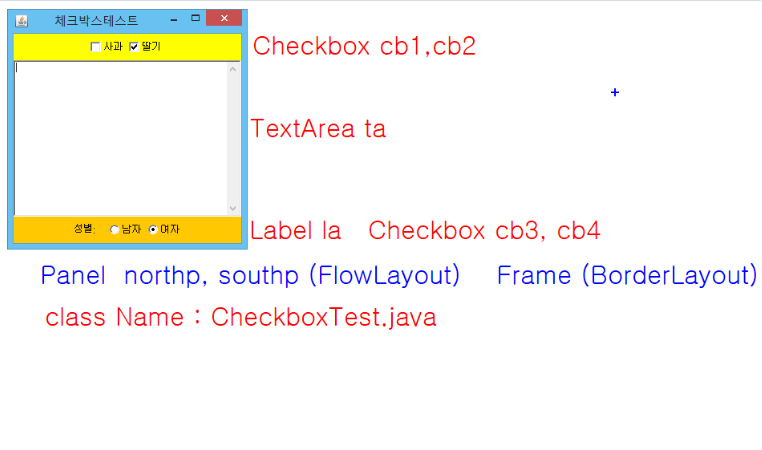 체크박스테스트
사과 딸기
Checkbox cb1,cb2
TextArea ta
성별: 남자 여자
Label la Checkbox cb3, cb4
Panel northp, southp (FlowLayout) Frame (BorderLayout)
class Name : CheckboxTest.java